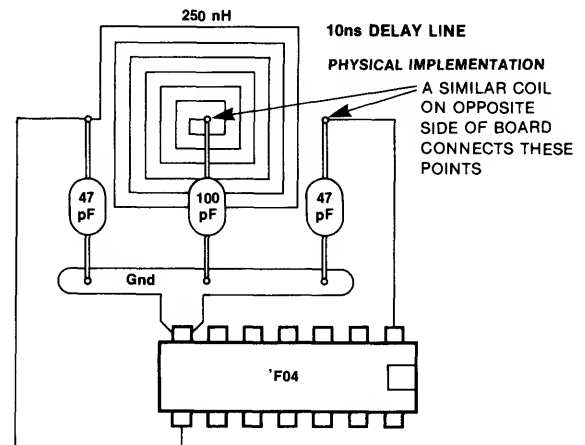 250 nH
10ns DELAY LINE
PHYSICAL IMPLEMENTATION
A SIMILAR COIL
ON OPPOSITE
SIDE OF BOARD
CONNECTS THESE
POINTS
47
pF
100
pF
47
pF
Gnd
'F04